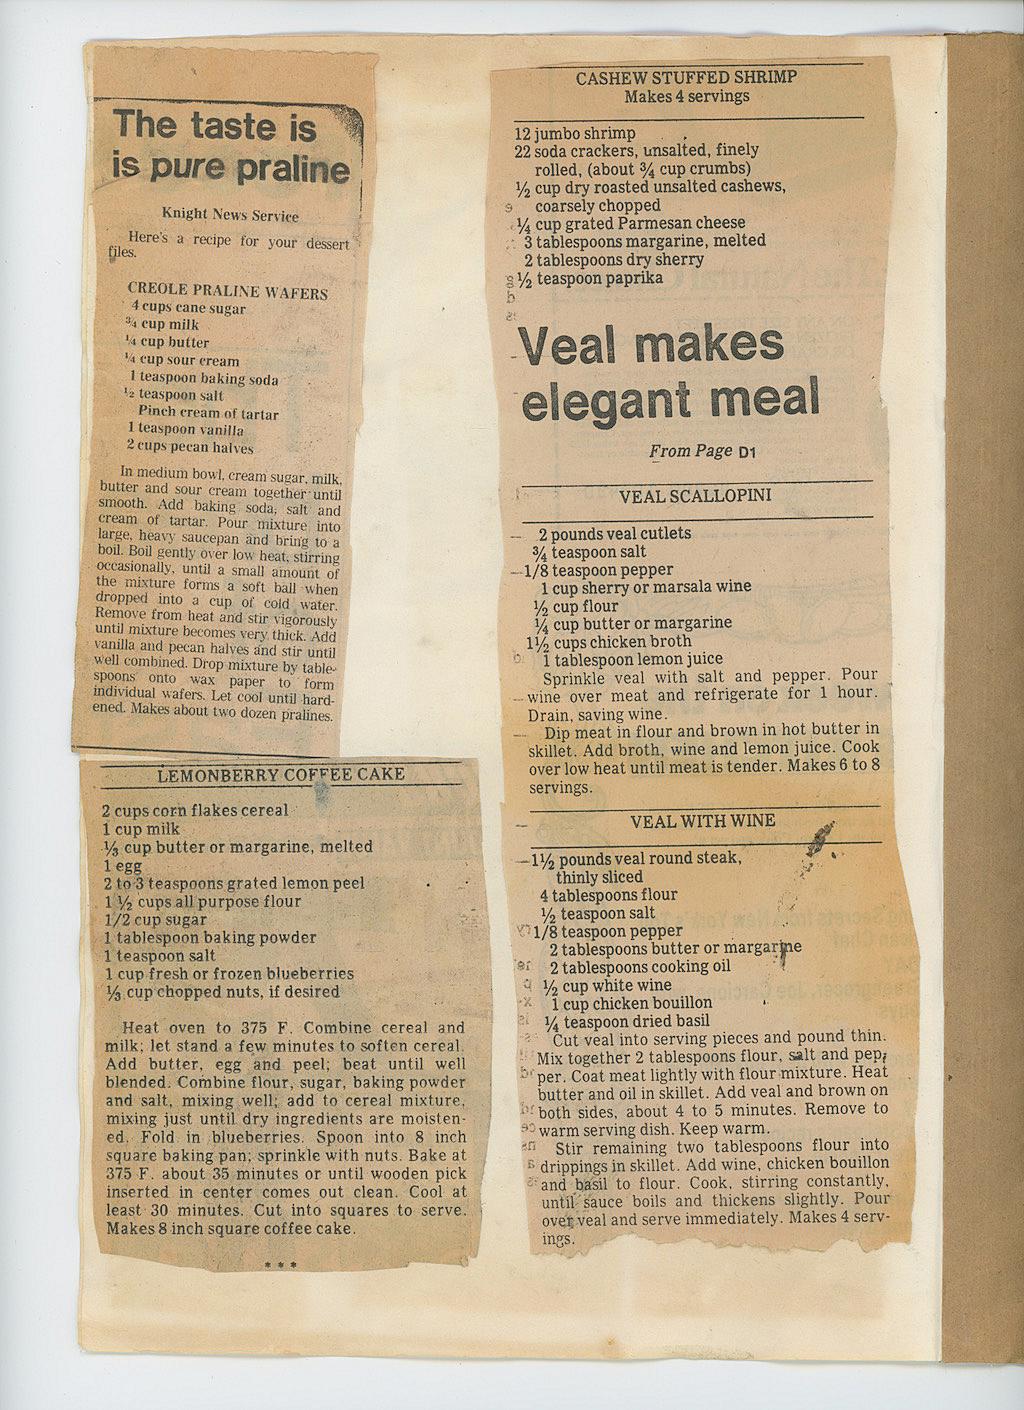 The taste is
is pure praline
Knight News Service
Here's a recipe for your dessert
files.
CREOLE PRALINE WAFERS
4 cups cane sugar
¾ cup milk
¼ cup butter
¼ cup sour cream
1 teaspoon baking soda
½ teaspoon salt
Pinch cream of tartar
1 teaspoon vanilla
2 cups pecan halves
In medium bowl, cream sugar, milk,
butter and sour cream together until
smooth. Add baking soda, salt and
cream of tartar. Pour mixture into
large, heavy saucepan and bring to a
boil. Boil gently over low heat, stirring
occasionally, until a small amount of
the mixture forms a soft ball when
dropped into a cup of cold water.
Remove from heat and stir vigorously
until mixture becomes very thick. Add
vanilla and pecan halves and stir until
well combined. Drop mixture by table-
spoons onto wax paper to form
individual wafers. Let cool until hard-
ened. Makes about two dozen pralines.
LEMONBERRY COFFEE CAKE
2 cups corn flakes cereal
1 cup milk
⅓ cup butter or margarine, melted
1 egg
2 to 3 teaspoons grated lemon peel
1 ½ cups all purpose flour
1/2 cup sugar
1 tablespoon baking powder
1 teaspoon salt
1 cup fresh or frozen blueberries
⅓ cup chopped nuts, if desired
Heat oven to 375 F. Combine cereal and
milk; let stand a few minutes to soften cereal.
Add butter, egg and peel; beat until well
blended. Combine flour, sugar, baking powder
and salt, mixing well; add to cereal mixture,
mixing just until dry ingredients are moisten-
ed. Fold in blueberries. Spoon into 8 inch
square baking pan; sprinkle with nuts. Bake at
375 F. about 35 minutes or until wooden pick
inserted in center comes out clean. Cool at
least 30 minutes. Cut into squares to serve.
Makes 8 inch square coffee cake.
* * *
CASHEW STUFFED SHRIMP
Makes 4 servings
12 jumbo shrimp
22 soda crackers, unsalted, finely
rolled, (about ¾ cup crumbs)
½ cup dry roasted unsalted cashews,
coarsely chopped
¼ cup grated Parmesan cheese
3 tablespoons margarine, melted
2 tablespoons dry sherry
½ teaspoon paprika
Veal makes
elegant meal
From Page D1
VEAL SCALLOPINI
2 pounds veal cutlets
¾ teaspoon salt
1/8 teaspoon pepper
1 cup sherry or marsala wine
½ cup flour
¼ cup butter or margarine
1½ cups chicken broth
1 tablespoon lemon juice
Sprinkle veal with salt and pepper. Pour
wine over meat and refrigerate for 1 hour.
Drain, saving wine.
Dip meat in flour and brown in hot butter in
skillet. Add broth, wine and lemon juice. Cook
over low heat until meat is tender. Makes 6 to 8
servings.
VEAL WITH WINE
1½ pounds veal round steak,
thinly sliced
4 tablespoons flour
½ teaspoon salt
1/8 teaspoon pepper
2 tablespoons butter or margarine
2 tablespoons cooking oil
½ cup white wine
1 cup chicken bouillon
¼ teaspoon dried basil
Cut veal into serving pieces and pound thin.
Mix together 2 tablespoons flour, salt and pep-
per. Coat meat lightly with flour mixture. Heat
butter and oil in skillet. Add veal and brown on
both sides, about 4 to 5 minutes. Remove to
warm serving dish. Keep warm.
Stir remaining two tablespoons flour into
drippings in skillet. Add wine, chicken bouillon
and basil to flour. Cook, stirring constantly,
until sauce boils and thickens slightly. Pour
over veal and serve immediately. Makes 4 serv-
ings.